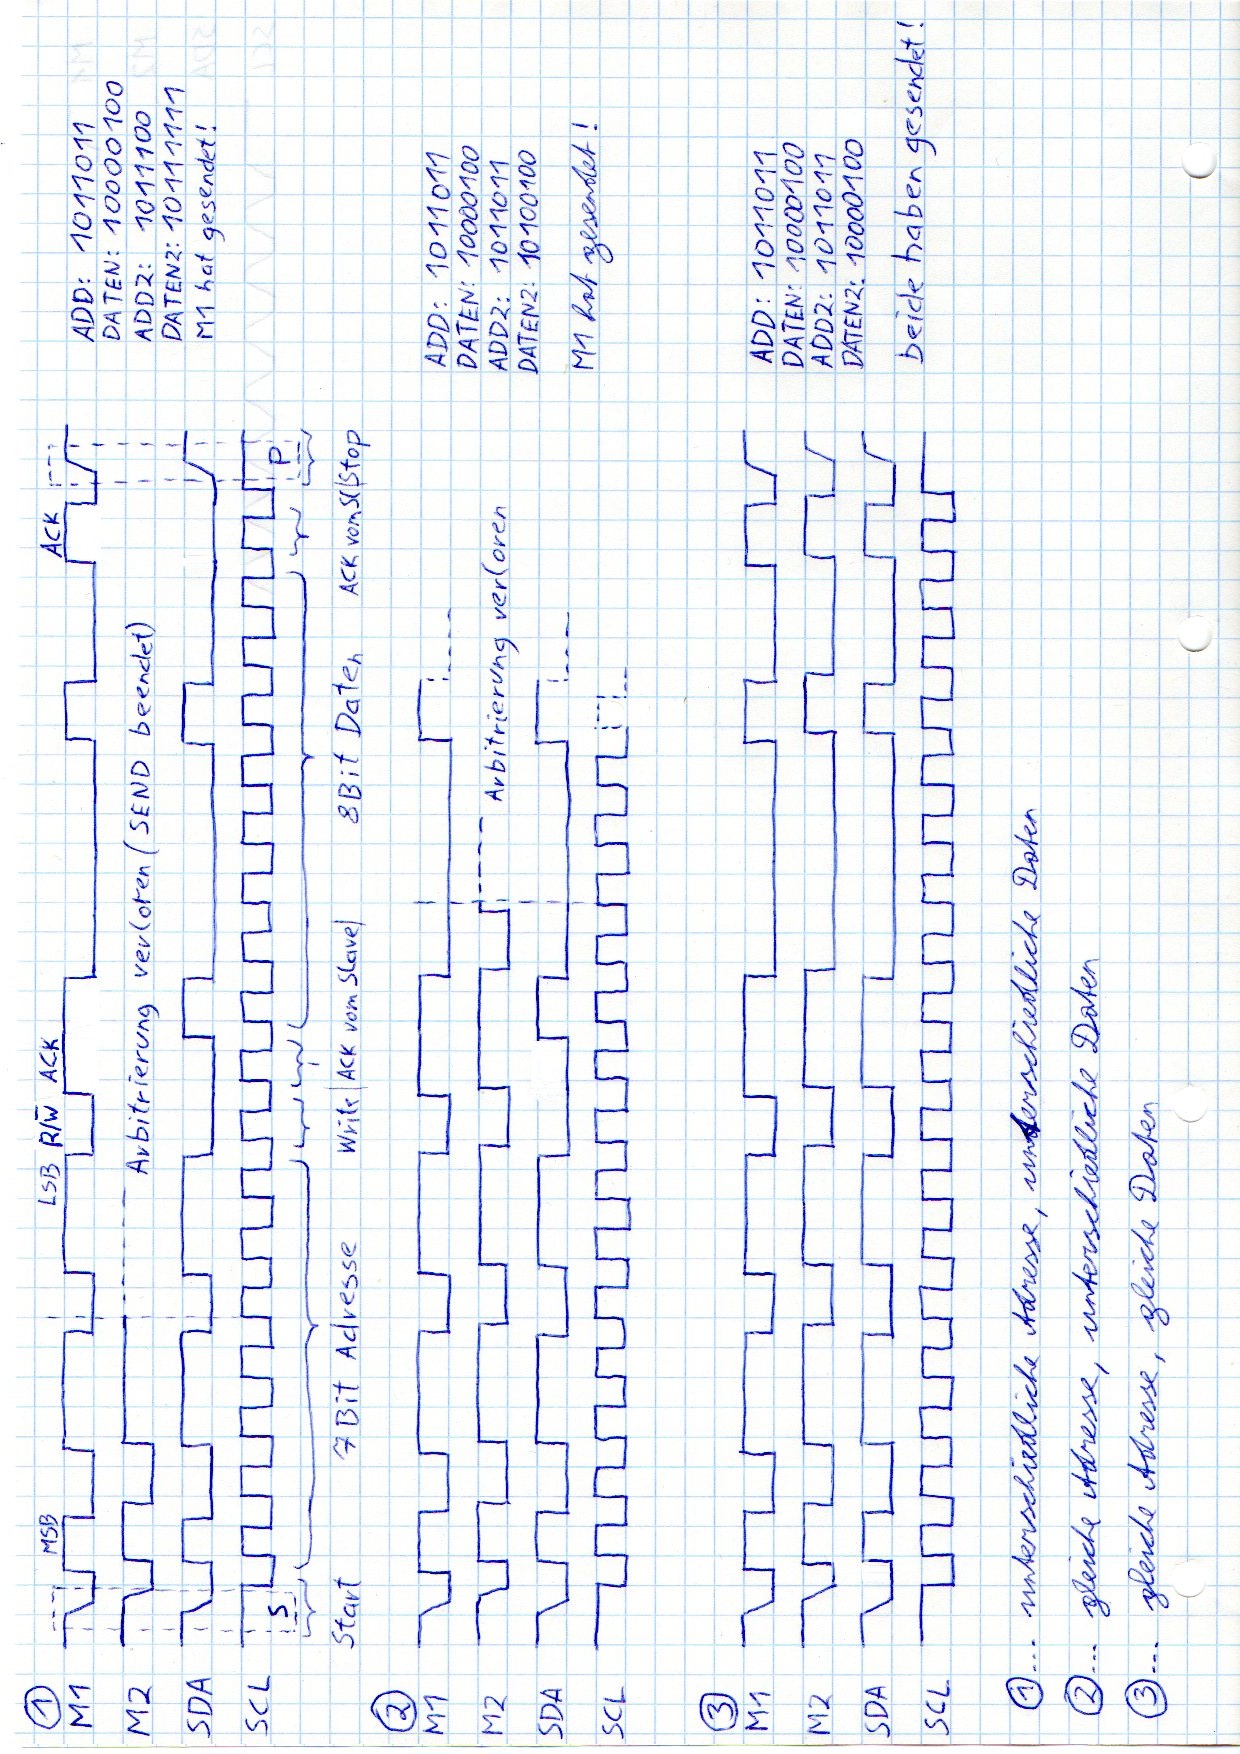 ① LSB R/W̅ ACK ACK
MSB
M1
M2 Arbitrierung verloren (SEND beendet)
SDA
SCL
S P
Start 7 Bit Adresse Write | ACK vom Slave | 8 Bit Daten ACK vom Sl | Stop
ADD: 1011011
DATEN: 10000100
ADD2: 1011100
DATEN2: 10111111
M1 hat gesendet!
②
M1
M2 Arbitrierung verloren
SDA
SCL
ADD: 1011011
DATEN: 10000100
ADD2: 1011011
DATEN2: 10100100
M1 hat gesendet!
③
M1
M2
SDA
SCL
ADD: 1011011
DATEN: 10000100
ADD2: 1011011
DATEN2: 10000100
beide haben gesendet!
①... unterschiedliche Adresse, unterschiedliche Daten
②... gleiche Adresse, unterschiedliche Daten
③... gleiche Adresse, gleiche Daten